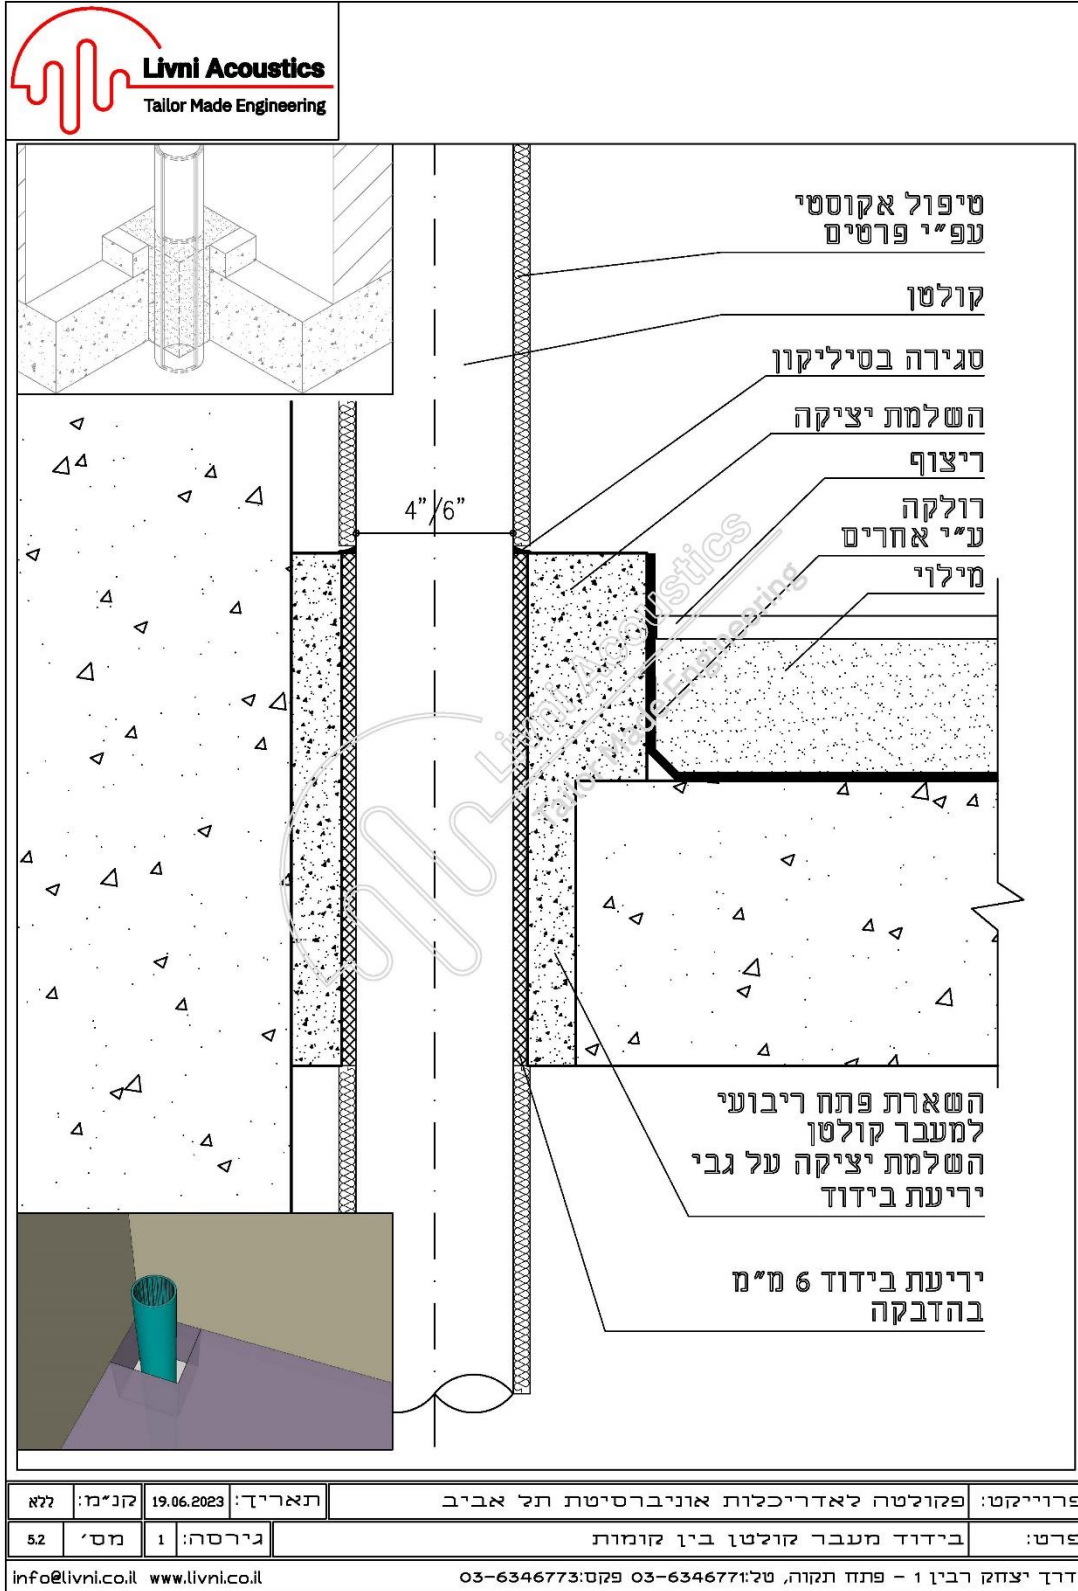 Livni Acoustics
Tailor Made Engineering
טיפול אקוסטי
עפ״י פרטים
קולטן
סגירה בסיליקון
השלמת יציקה
ריצוף
רולקה
ע״י אחרים
מילוי
4”/6”
Livni Acoustics
Tailor Made Engineering
השארת פתח ריבועי
למעבר קולטן
השלמת יציקה על גבי
יריעת בידוד
יריעת בידוד 6 מ״מ
בהדבקה
פרוייקט: פקולטה לאדריכלות אוניברסיטת תל אביב תאריך: 19.06.2023 קנ״מ: ללא
פרט: בידוד מעבר קולטן בין קומות גירסה: 1 מס׳ 5.2
דרך יצחק רבין 1 - פתח תקוה, טל:03-6346771 פקס:03-6346773 www.livni.co.il info@livni.co.il